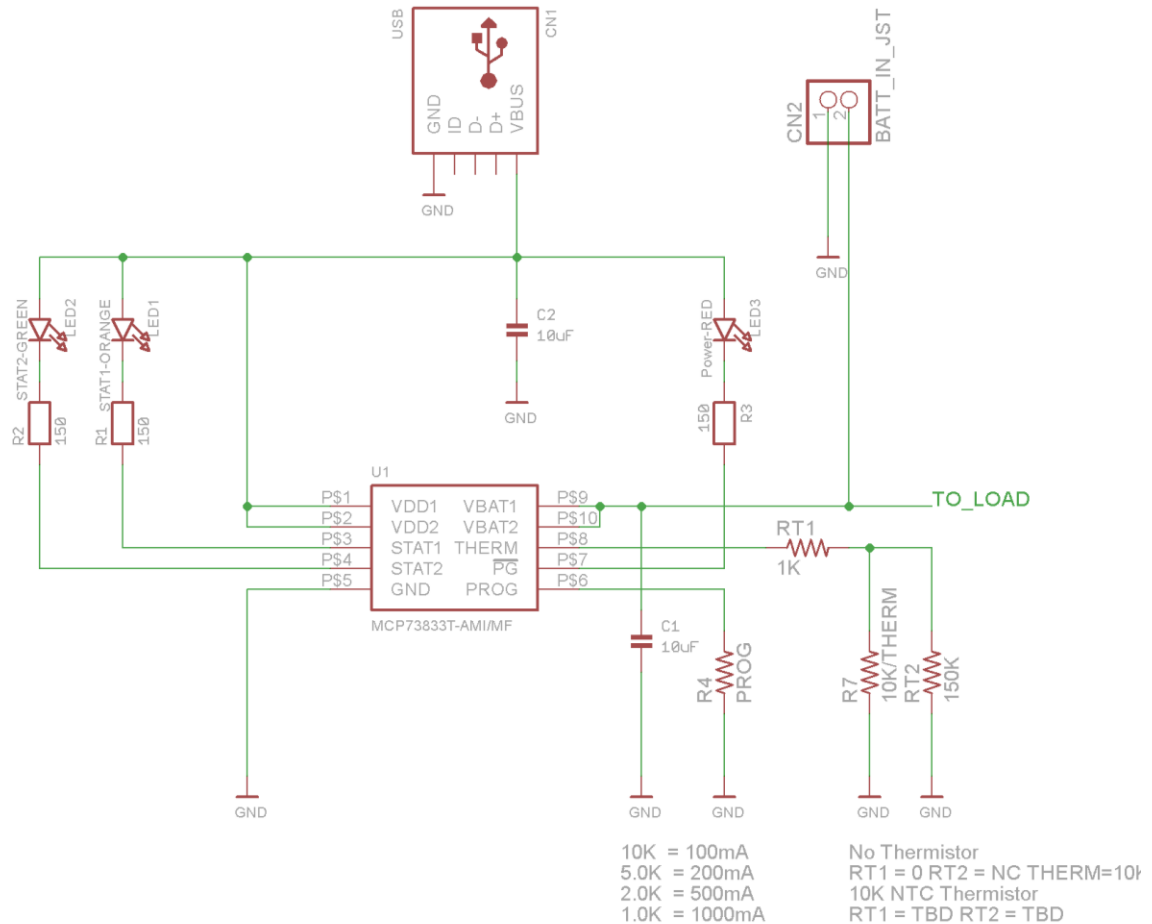 USB
CN1
GND
ID
D-
D+
VBUS
GND
CN2
1
2
BATT_IN_JST
GND
STAT2-GREEN
LED2
STAT1-ORANGE
LED1
C2
10uF
GND
Power-RED
LED3
R2
150
R1
150
150
R3
U1
P$1
VDD1
VBAT1
P$9
P$2
VDD2
VBAT2
P$10
P$3
STAT1
THERM
P$8
P$4
STAT2
PG
P$7
P$5
GND
PROG
P$6
MCP73833T-AMI/MF
TO_LOAD
RT1
1K
C1
10uF
R4
PROG
R7
10K/THERM
RT2
150K
GND
GND
GND
GND
GND
10K = 100mA
5.0K = 200mA
2.0K = 500mA
1.0K = 1000mA
No Thermistor
RT1 = 0 RT2 = NC THERM=10k
10K NTC Thermistor
RT1 = TBD RT2 = TBD